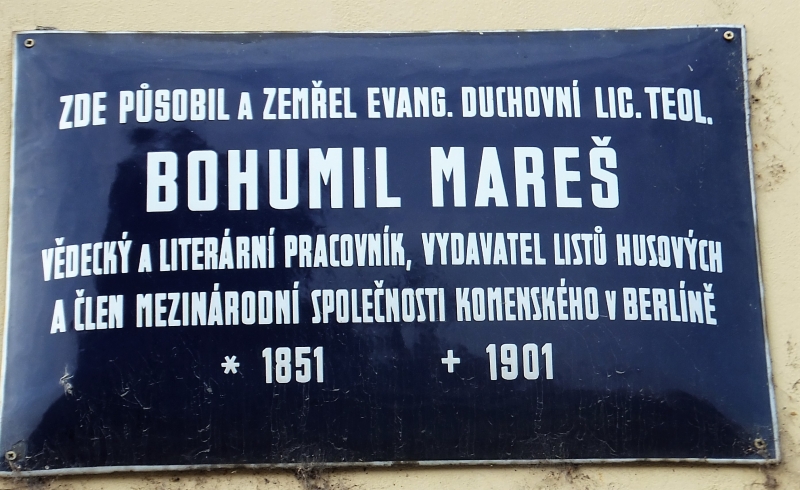 ZDE PŮSOBIL A ZEMŘEL EVANG. DUCHOVNÍ LIC. TEOL.
BOHUMIL MAREŠ
VĚDECKÝ A LITERÁRNÍ PRACOVNÍK, VYDAVATEL LISTŮ HUSOVÝCH
A ČLEN MEZINÁRODNÍ SPOLEČNOSTI KOMENSKÉHO V BERLÍNĚ
* 1851 + 1901